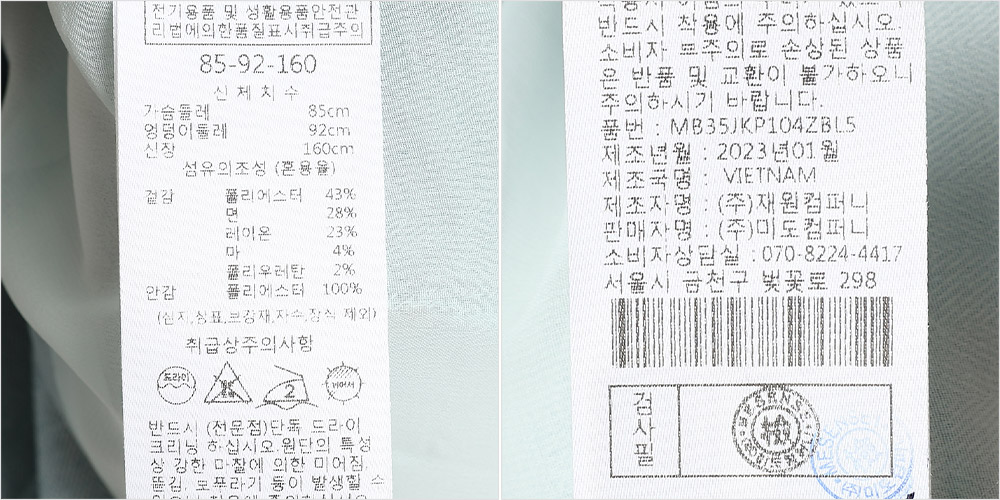 전기용품 및 생활용품안전관
리법에의한품질표시취급주의
85-92-160
신 체 치 수
가슴둘레 85cm
엉덩이둘레 92cm
신장 160cm
섬유의조성 (혼용율)
겉감 폴리에스터 43%
면 28%
레이온 23%
마 4%
폴리우레탄 2%
안감 폴리에스터 100%
(심지,상표,보강재,자수,장식 제외)
취급상주의사항
드라이
2
반드시 (전문점)단독 드라이
크리닝 하십시오.원단의 특성
상 강한 마찰에 의한 미어짐,
뜯김, 보푸라기 등이 발생할 수
반드시 착용에 주의하십시오.
소비자 부주의로 손상된 상품
은 반품 및 교환이 불가하오니
주의하시기 바랍니다.
품번 : MB35JKP104ZBL5
제조년월 : 2023년01월
제조국명 : VIETNAM
제조자명 : (주)재원컴퍼니
판매자명 : (주)미도컴퍼니
소비자상담실 : 070-8224-4417
서울시 금천구 벚꽃로 298
검사필